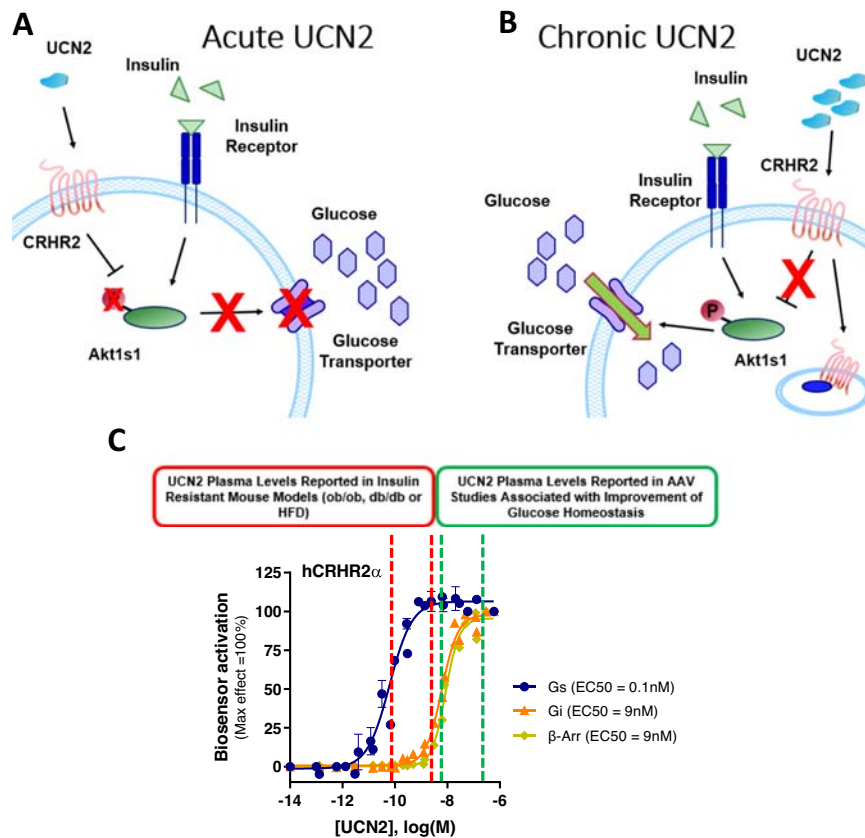 A
Acute UCN2
UCN2
Insulin
Insulin
Receptor
CRHR2
Glucose
X
P
X
X
Akt1s1
Glucose
Transporter
B
Chronic UCN2
UCN2
Insulin
CRHR2
Insulin
Receptor
Glucose
X
P
Glucose
Transporter
Akt1s1
C
UCN2 Plasma Levels Reported in Insulin
Resistant Mouse Models (ob/ob, db/db or
HFD)
UCN2 Plasma Levels Reported in AAV
Studies Associated with Improvement of
Glucose Homeostasis
hCRHR2α
Biosensor activation
(Max effect =100%)
125
100
75
50
25
0
-14
-12
-10
-8
-6
[UCN2], log(M)
Gs (EC50 = 0.1nM)
Gi (EC50 = 9nM)
β-Arr (EC50 = 9nM)